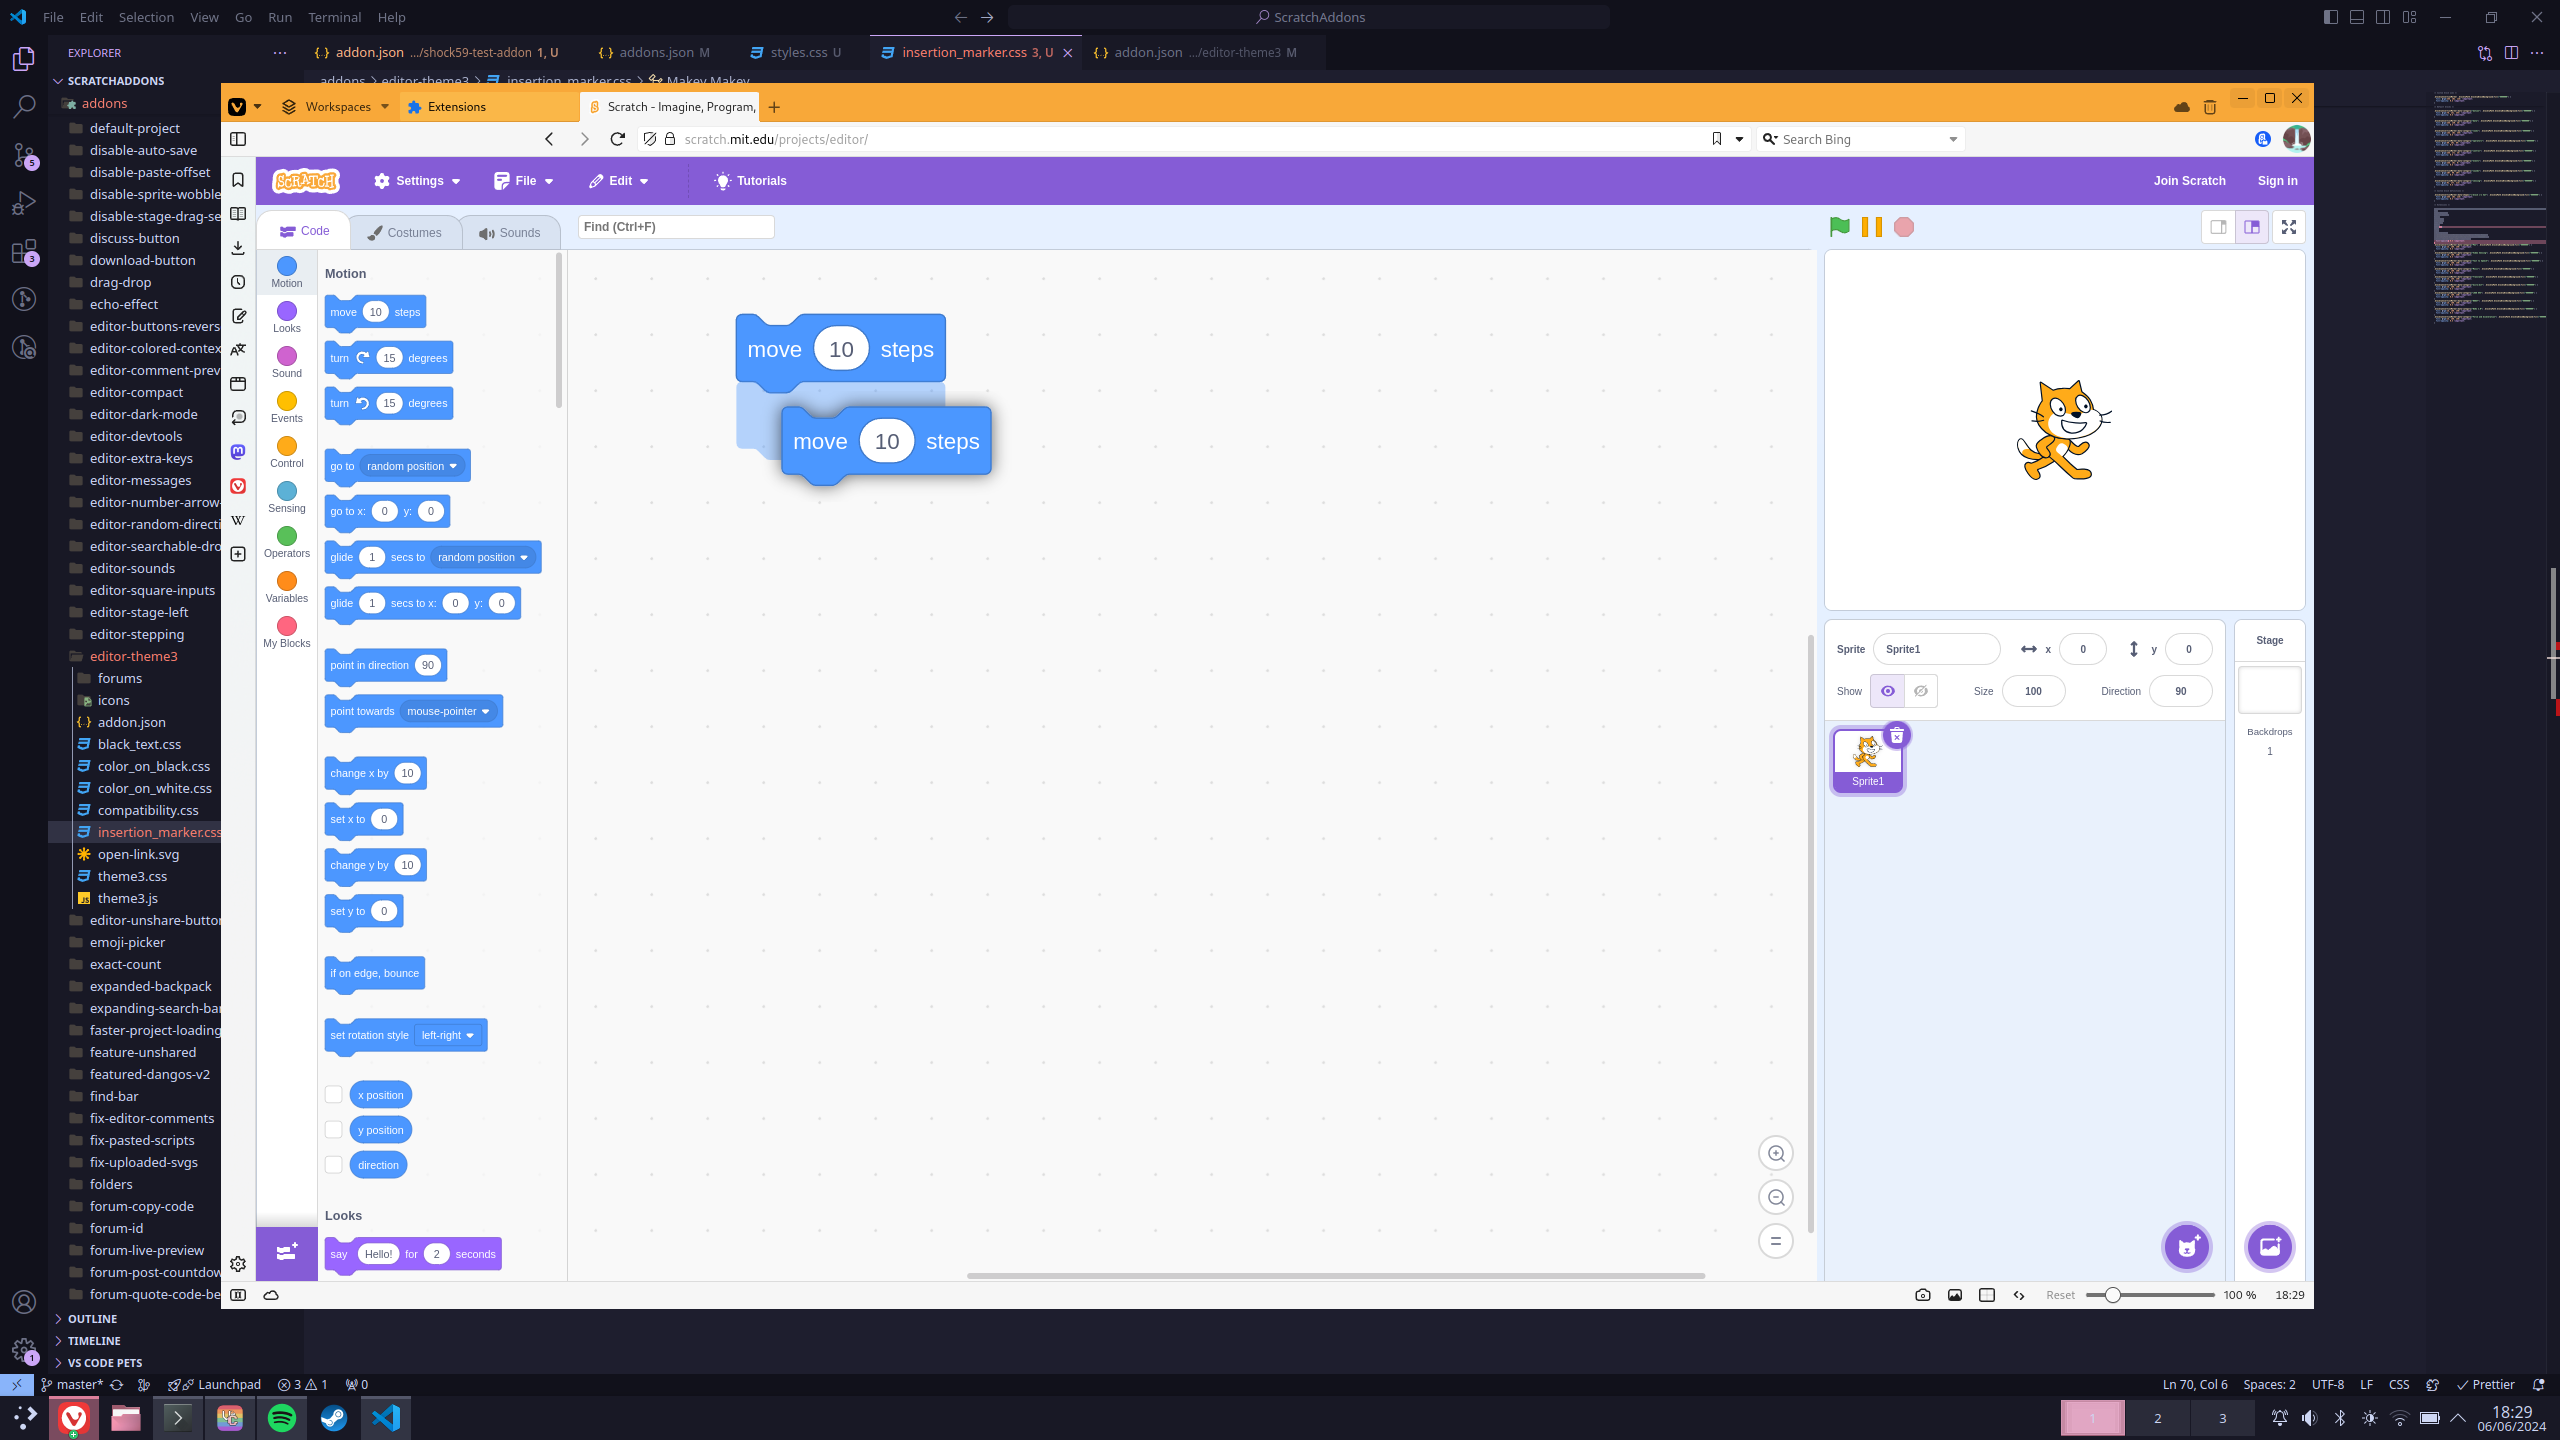 File Edit Selection View Go Run Terminal Help
ScratchAddons
EXPLORER
addon.json .../shock59-test-addon 1, U
addons.json M
styles.css U
insertion_marker.css 3, U
addon.json .../editor-theme3 M
SCRATCHADDONS
addons > editor-theme3 > insertion_marker.css > Makey Makey
addons
default-project
disable-auto-save
disable-paste-offset
disable-sprite-wobble
disable-stage-drag-se
discuss-button
download-button
drag-drop
echo-effect
editor-buttons-revers
editor-colored-contex
editor-comment-prev
editor-compact
editor-dark-mode
editor-devtools
editor-extra-keys
editor-messages
editor-number-arrow-
editor-random-directi
editor-searchable-dro
editor-sounds
editor-square-inputs
editor-stage-left
editor-stepping
editor-theme3
forums
icons
addon.json
black_text.css
color_on_black.css
color_on_white.css
compatibility.css
insertion_marker.css
open-link.svg
theme3.css
theme3.js
editor-unshare-button
emoji-picker
exact-count
expanded-backpack
expanding-search-bar
faster-project-loading
feature-unshared
featured-dangos-v2
find-bar
fix-editor-comments
fix-pasted-scripts
fix-uploaded-svgs
folders
forum-copy-code
forum-id
forum-live-preview
forum-post-countdow
forum-quote-code-be
OUTLINE
TIMELINE
VS CODE PETS
5
3
1
Workspaces
Extensions
Scratch - Imagine, Program,
scratch.mit.edu/projects/editor/
Search Bing
SCRATCH
Settings
File
Edit
Tutorials
Join Scratch
Sign in
Code
Costumes
Sounds
Find (Ctrl+F)
Motion
Looks
Sound
Events
Control
Sensing
Operators
Variables
My Blocks
Motion
move 10 steps
turn 15 degrees
turn 15 degrees
go to random position
go to x: 0 y: 0
glide 1 secs to random position
glide 1 secs to x: 0 y: 0
point in direction 90
point towards mouse-pointer
change x by 10
set x to 0
change y by 10
set y to 0
if on edge, bounce
set rotation style left-right
x position
y position
direction
Looks
say Hello! for 2 seconds
move 10 steps
move 10 steps
Sprite Sprite1 x 0 y 0
Show Size 100 Direction 90
Sprite1
Stage
Backdrops
1
Reset 100 % 18:29
master* Launchpad 3 1 0
Ln 70, Col 6 Spaces: 2 UTF-8 LF CSS Prettier
1 2 3
18:29
06/06/2024